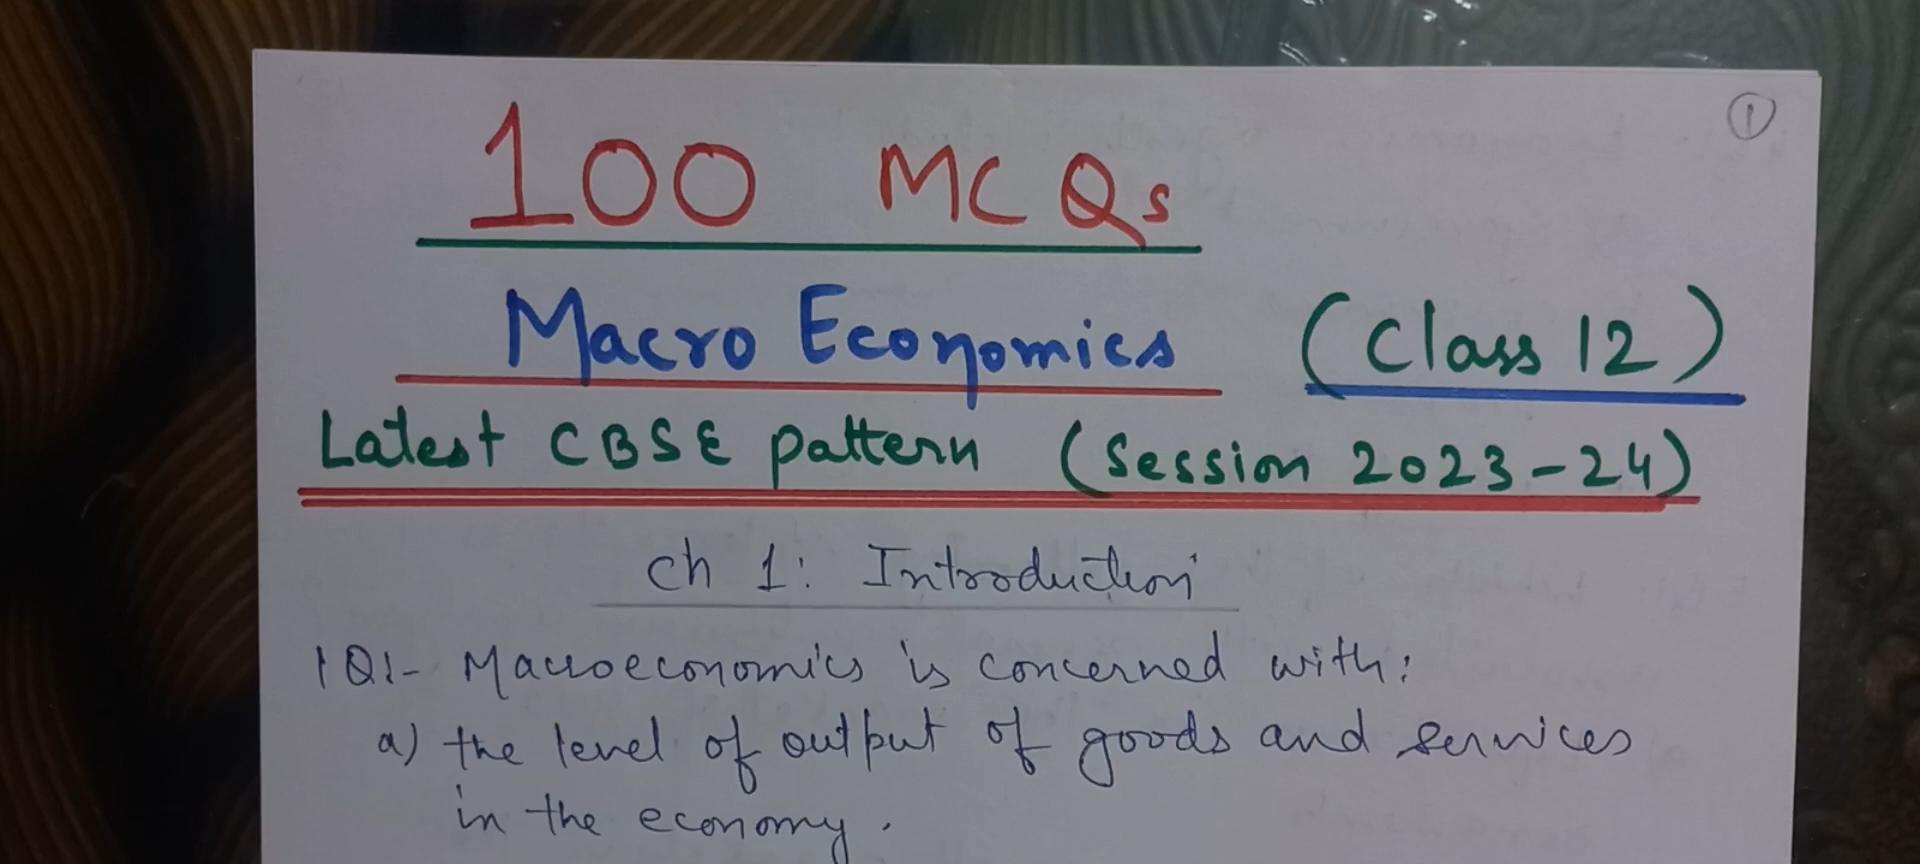 1
100 MCQs
Macro Economics (Class 12)
Latest CBSE pattern (Session 2023-24)
Ch 1: Introduction
1Q1- Macroeconomics is concerned with:
a) the level of output of goods and services
in the economy.